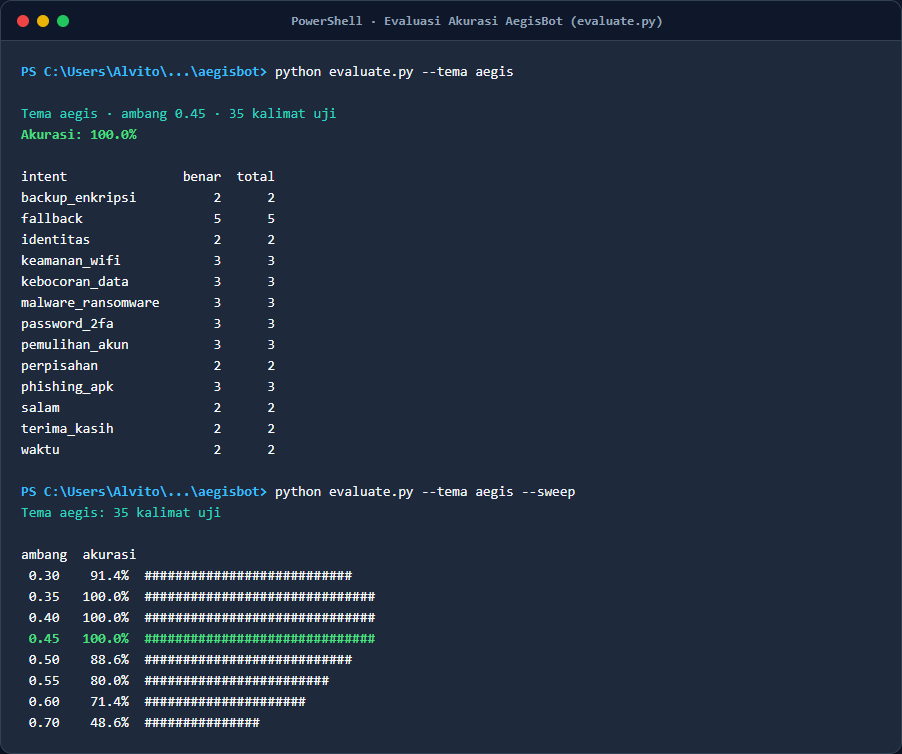 PowerShell · Evaluasi Akurasi AegisBot (evaluate.py)
PS C:\Users\Alvito\...\aegisbot> python evaluate.py --tema aegis
Tema aegis · ambang 0.45 · 35 kalimat uji
Akurasi: 100.0%
intent benar total
backup_enkripsi 2 2
fallback 5 5
identitas 2 2
keamanan_wifi 3 3
kebocoran_data 3 3
malware_ransomware 3 3
password_2fa 3 3
pemulihan_akun 3 3
perpisahan 2 2
phishing_apk 3 3
salam 2 2
terima_kasih 2 2
waktu 2 2
PS C:\Users\Alvito\...\aegisbot> python evaluate.py --tema aegis --sweep
Tema aegis: 35 kalimat uji
ambang akurasi
0.30 91.4% ###########################
0.35 100.0% ##############################
0.40 100.0% ##############################
0.45 100.0% ##############################
0.50 88.6% ###########################
0.55 80.0% ########################
0.60 71.4% #####################
0.70 48.6% ###############